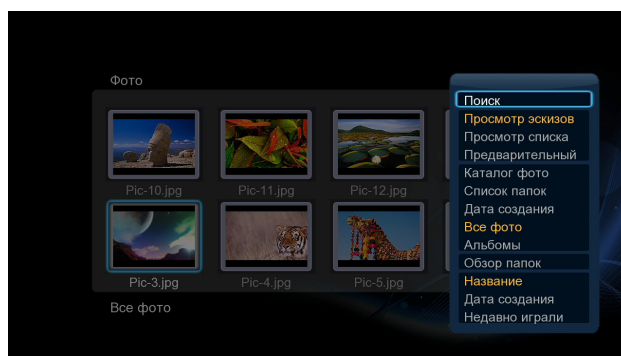 Фото
Pic-10.jpg
Pic-11.jpg
Pic-12.jpg
Pic-3.jpg
Pic-4.jpg
Pic-5.jpg
Все фото
Поиск
Просмотр эскизов
Просмотр списка
Предварительный
Каталог фото
Список папок
Дата создания
Все фото
Альбомы
Обзор папок
Название
Дата создания
Недавно играли